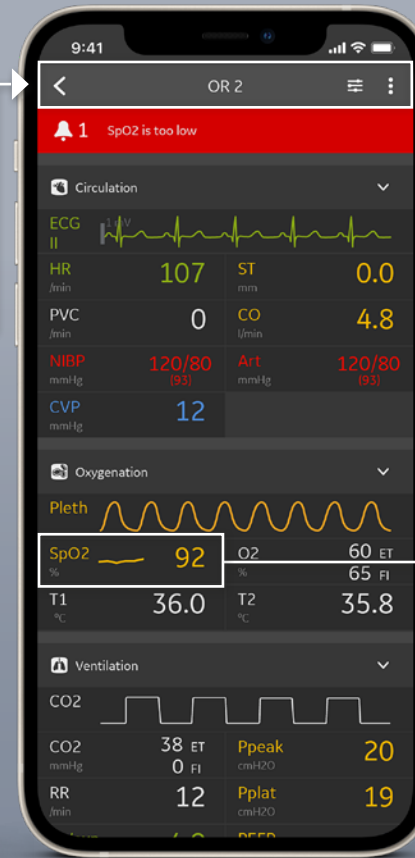 9:41
OR 2
1 SpO2 is too low
Circulation
ECG
II
HR 107 ST 0.0
/min mm
PVC 0 CO 4.8
/min l/min
NIBP 120/80 Art 120/80
mmHg (93) mmHg (93)
CVP 12
mmHg
Oxygenation
Pleth
SpO2 92 O2 60 ET
% % 65 FI
T1 36.0 T2 35.8
°C °C
Ventilation
CO2
CO2 38 ET Ppeak 20
mmHg 0 FI cmH2O
RR 12 Pplat 19
/min cmH2O